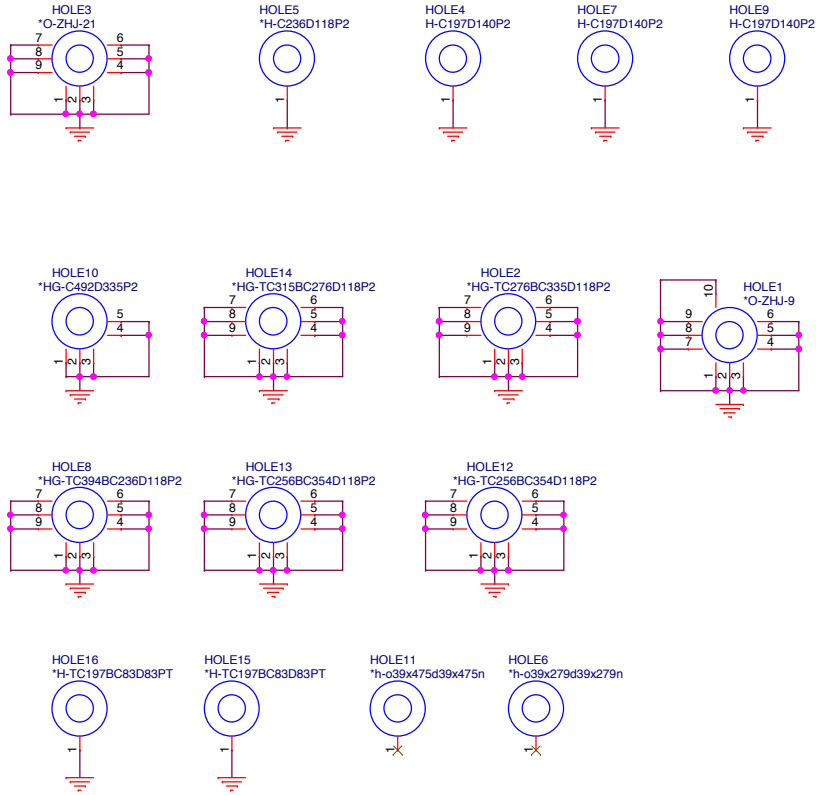 HOLE3
*O-ZHJ-21
7
8
9
6
5
4
1
2
3
HOLE5
*H-C236D118P2
1
HOLE4
H-C197D140P2
1
HOLE7
H-C197D140P2
1
HOLE9
H-C197D140P2
1
HOLE10
*HG-C492D335P2
5
4
1
2
3
HOLE14
*HG-TC315BC276D118P2
7
8
9
6
5
4
1
2
3
HOLE2
*HG-TC276BC335D118P2
7
8
9
6
5
4
1
2
3
HOLE1
*O-ZHJ-9
10
9
8
7
6
5
4
1
2
3
HOLE8
*HG-TC394BC236D118P2
7
8
9
6
5
4
1
2
3
HOLE13
*HG-TC256BC354D118P2
7
8
9
6
5
4
1
2
3
HOLE12
*HG-TC256BC354D118P2
7
8
9
6
5
4
1
2
3
HOLE16
*H-TC197BC83D83PT
1
HOLE15
*H-TC197BC83D83PT
1
HOLE11
*h-o39x475d39x475n
1
HOLE6
*h-o39x279d39x279n
1